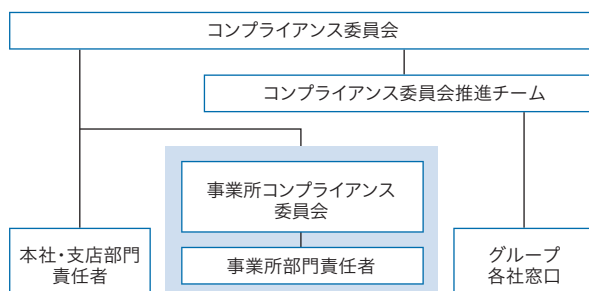 コンプライアンス委員会
コンプライアンス委員会推進チーム
事業所コンプライアンス
委員会
本社・支店部門
責任者
事業所部門責任者
グループ
各社窓口